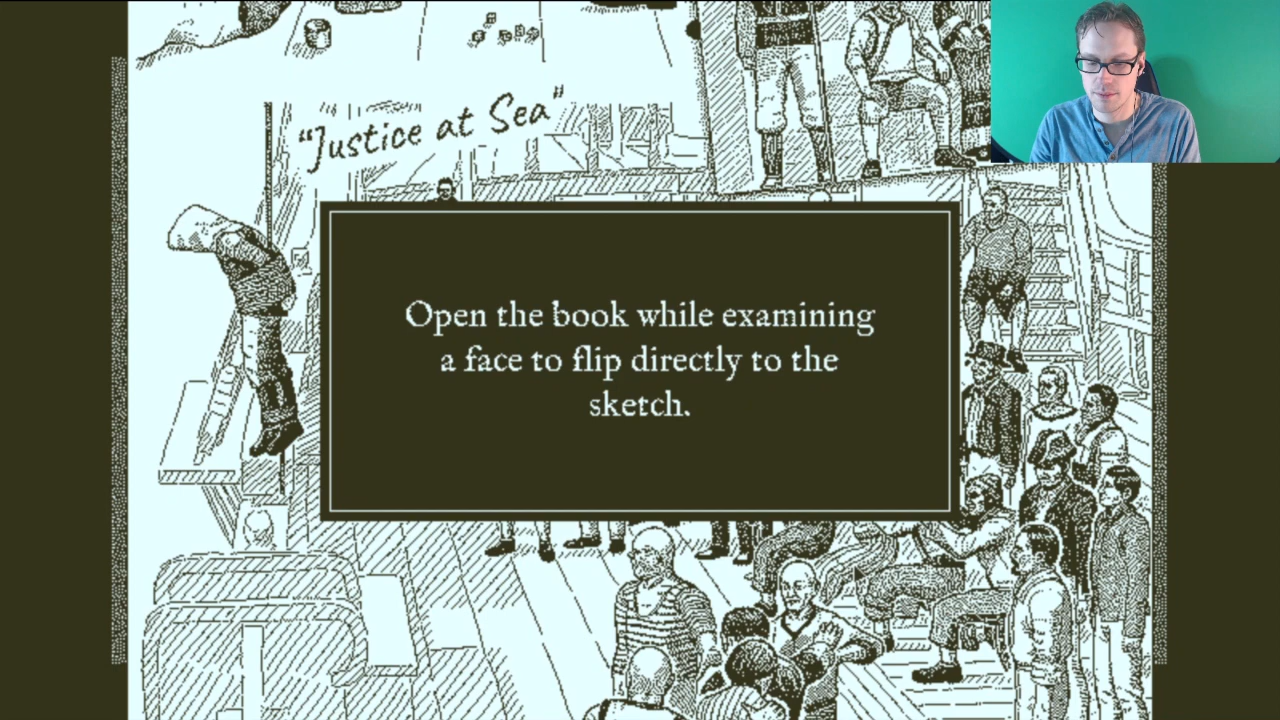 "Justice at Sea"
Open the book while examining
a face to flip directly to the
sketch.